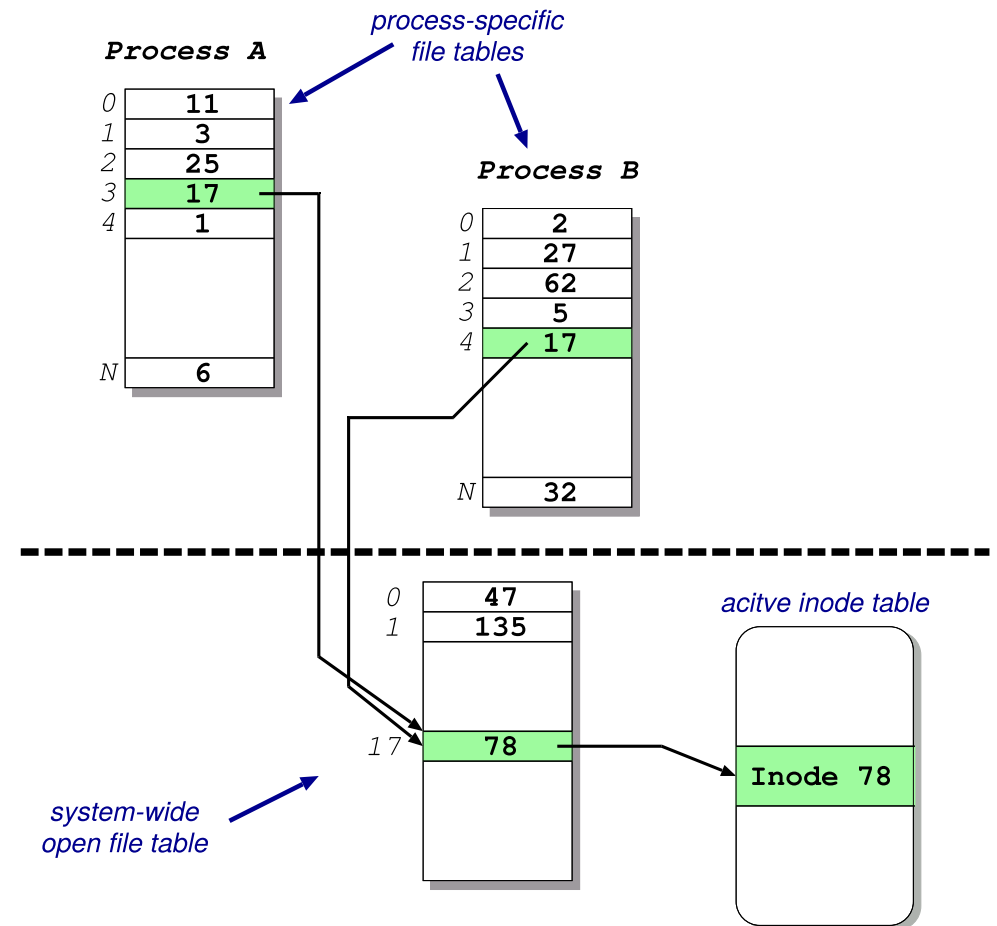 process-specific
file tables
Process A
0 11
1 3
2 25
3 17
4 1
N 6
Process B
0 2
1 27
2 62
3 5
4 17
N 32
0 47
1 135
17 78
system-wide
open file table
acitve inode table
Inode 78